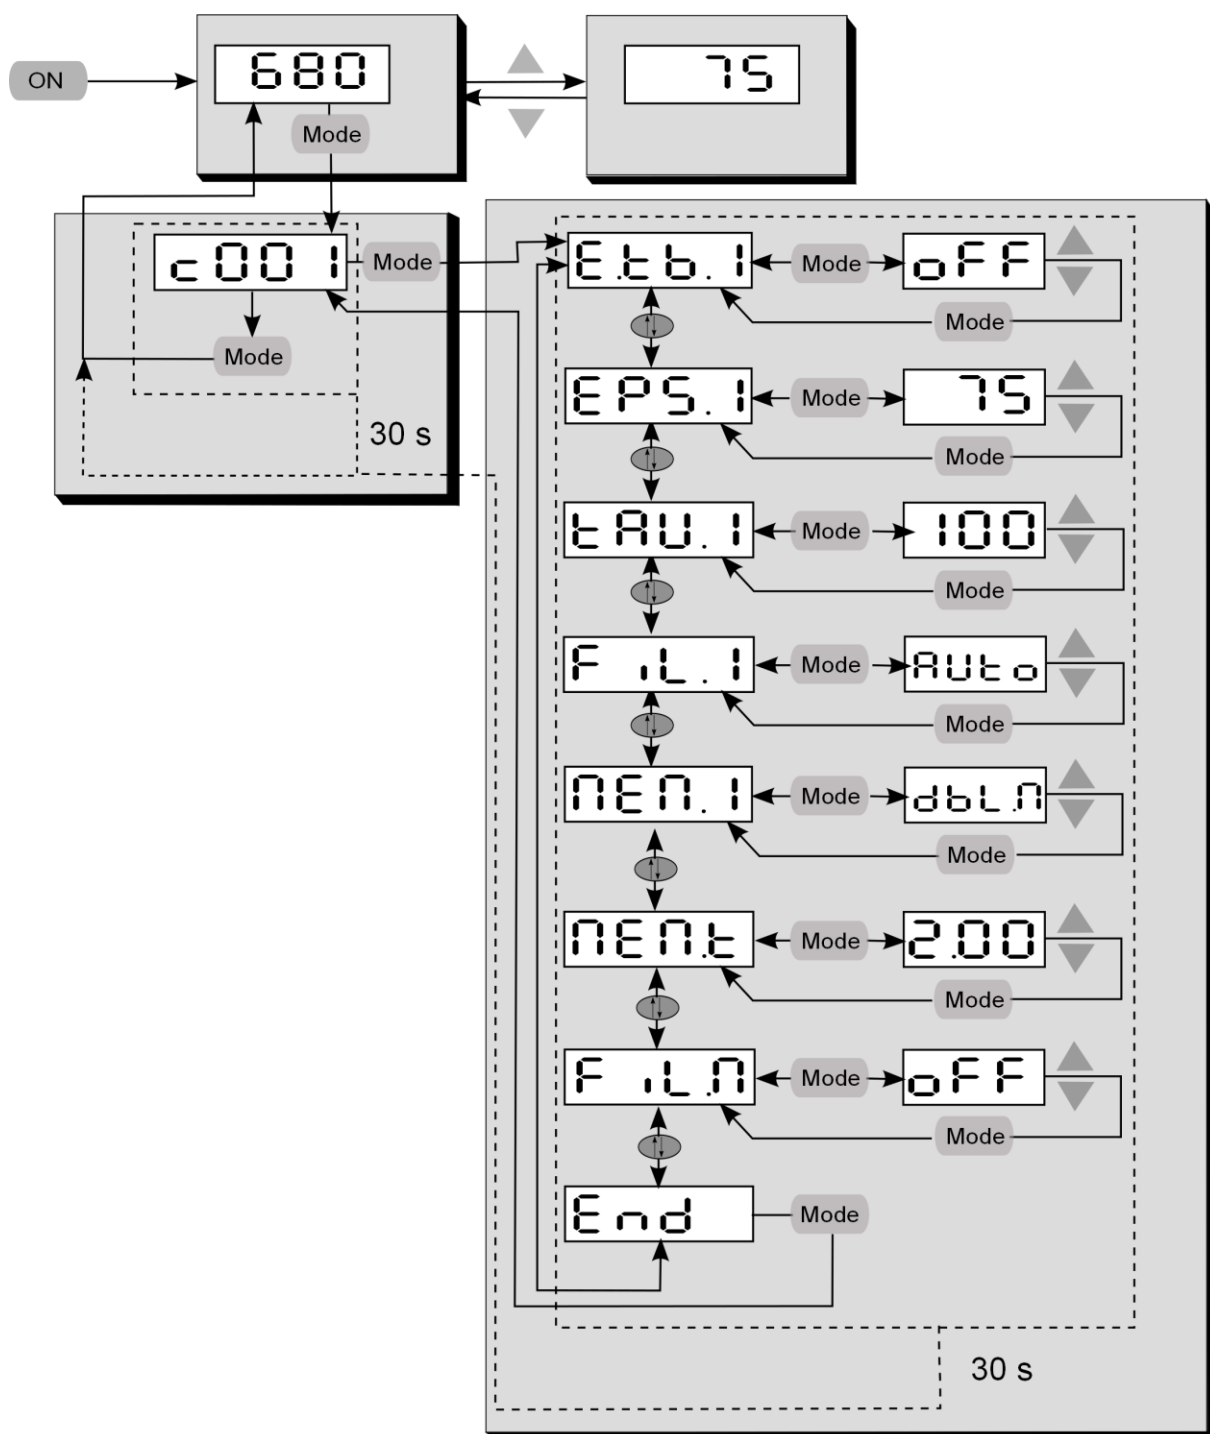 ON
680
75
Mode
c001
Mode
Mode
30 s
E.tb.1
Mode
oFF
Mode
EPS.1
Mode
75
Mode
tAU.1
Mode
100
Mode
FiL.1
Mode
AUto
Mode
MEM.1
Mode
dbL.M
Mode
MEM.t
Mode
2.00
Mode
FiL.M
Mode
oFF
Mode
End
Mode
30 s